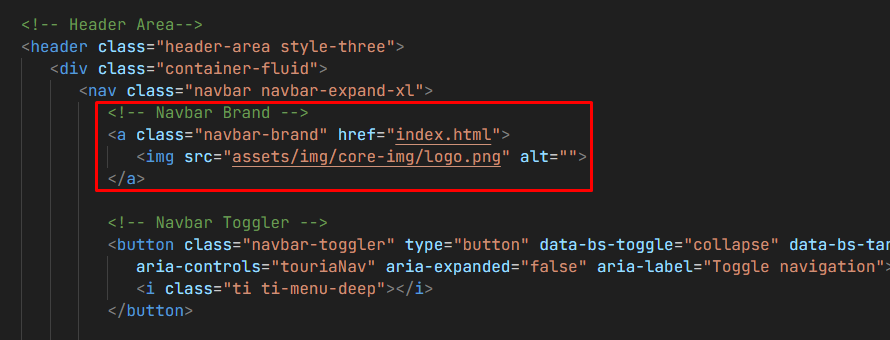 <!-- Header Area-->
<header class="header-area style-three">
<div class="container-fluid">
<nav class="navbar navbar-expand-xl">
<!-- Navbar Brand -->
<a class="navbar-brand" href="index.html">
<img src="assets/img/core-img/logo.png" alt="">
</a>
<!-- Navbar Toggler -->
<button class="navbar-toggler" type="button" data-bs-toggle="collapse" data-bs-tar
aria-controls="touriaNav" aria-expanded="false" aria-label="Toggle navigation">
<i class="ti ti-menu-deep"></i>
</button>